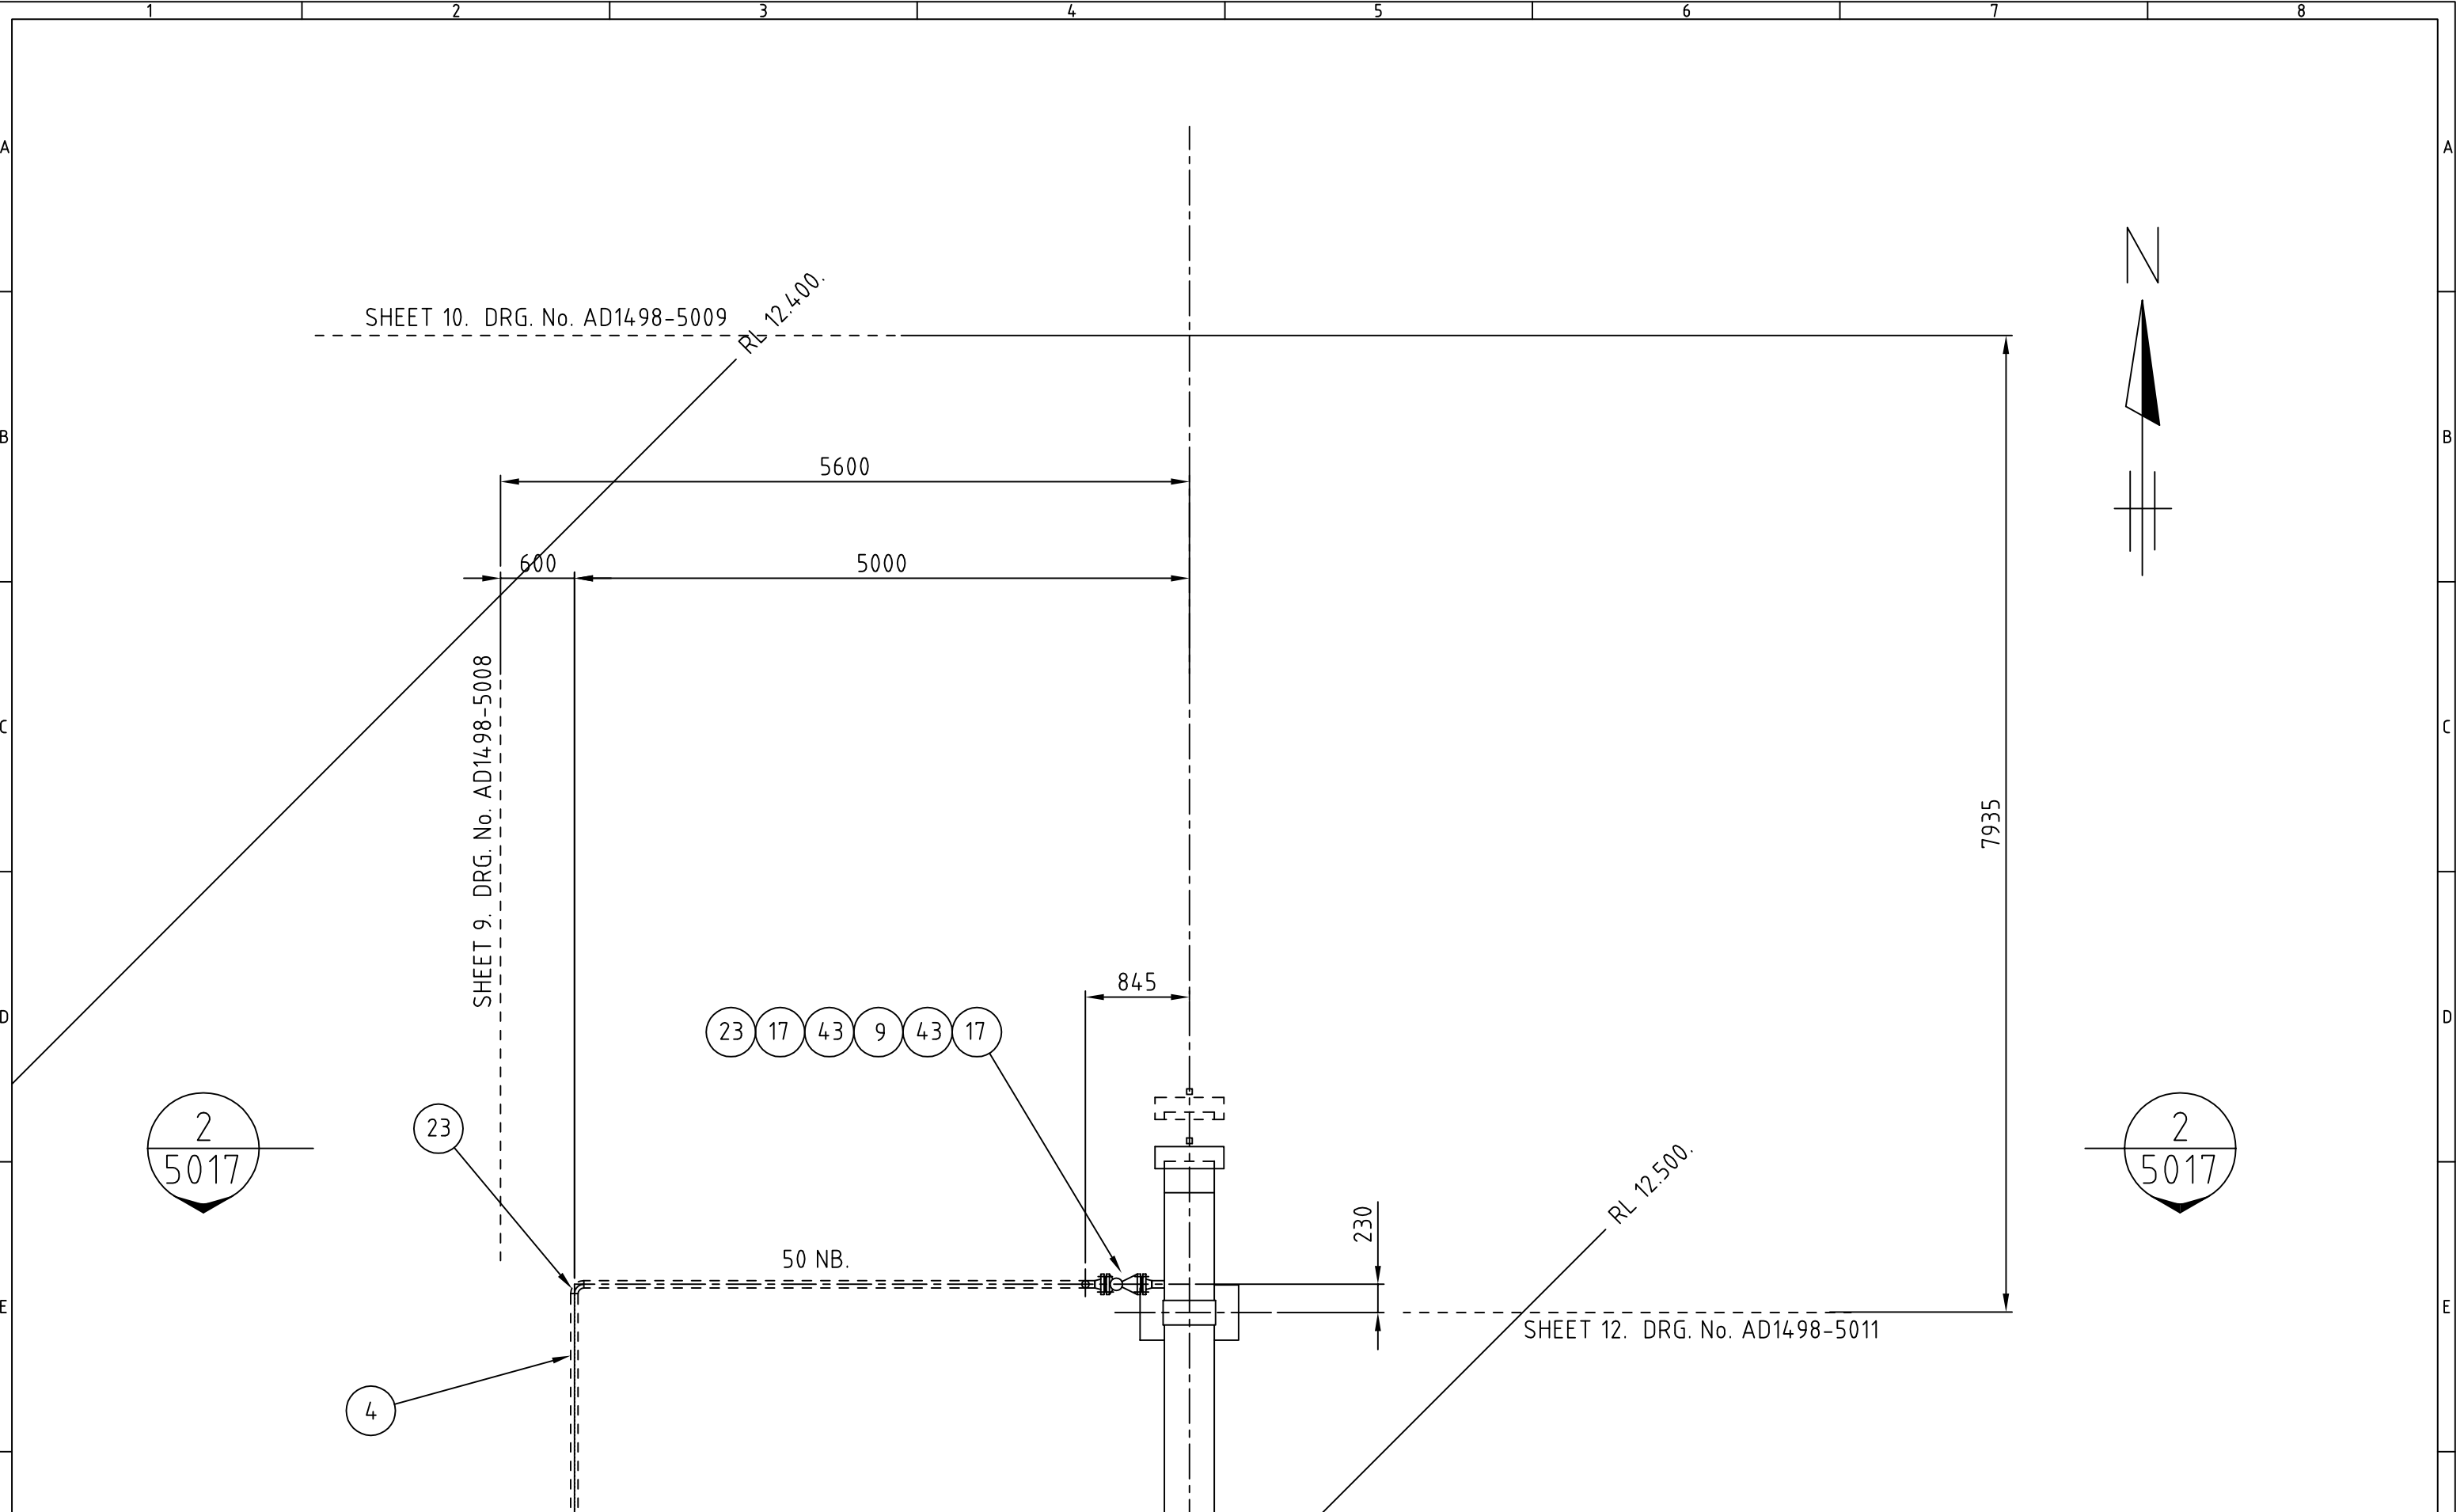 1 2 3 4 5 6 7 8
A A
N
RL 12.400.
SHEET 10. DRG. No. AD1498-5009
B B
5600
600 5000
SHEET 9. DRG. No. AD1498-5008
C C
7935
845
D D
23 17 43 9 43 17
23
2
5017
2
5017
RL 12.500.
230
50 NB.
E E
SHEET 12. DRG. No. AD1498-5011
4